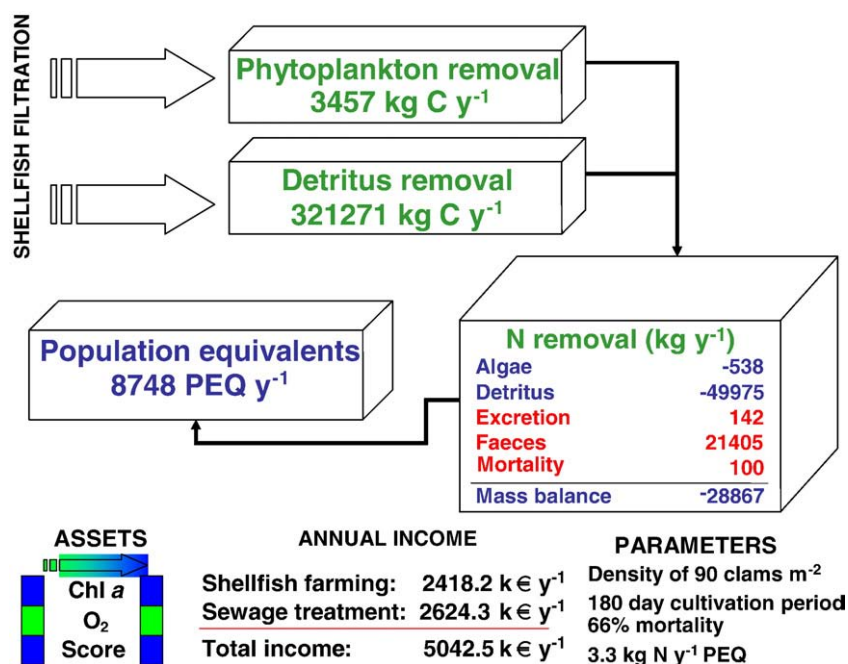 SHELLFISH FILTRATION
Phytoplankton removal
3457 kg C y-1
Detritus removal
321271 kg C y-1
Population equivalents
8748 PEQ y-1
N removal (kg y-1)
Algae -538
Detritus -49975
Excretion 142
Faeces 21405
Mortality 100
Mass balance -28867
ASSETS
Chl a
O2
Score
ANNUAL INCOME
Shellfish farming: 2418.2 k€ y-1
Sewage treatment: 2624.3 k€ y-1
Total income: 5042.5 k€ y-1
PARAMETERS
Density of 90 clams m-2
180 day cultivation period
66% mortality
3.3 kg N y-1 PEQ